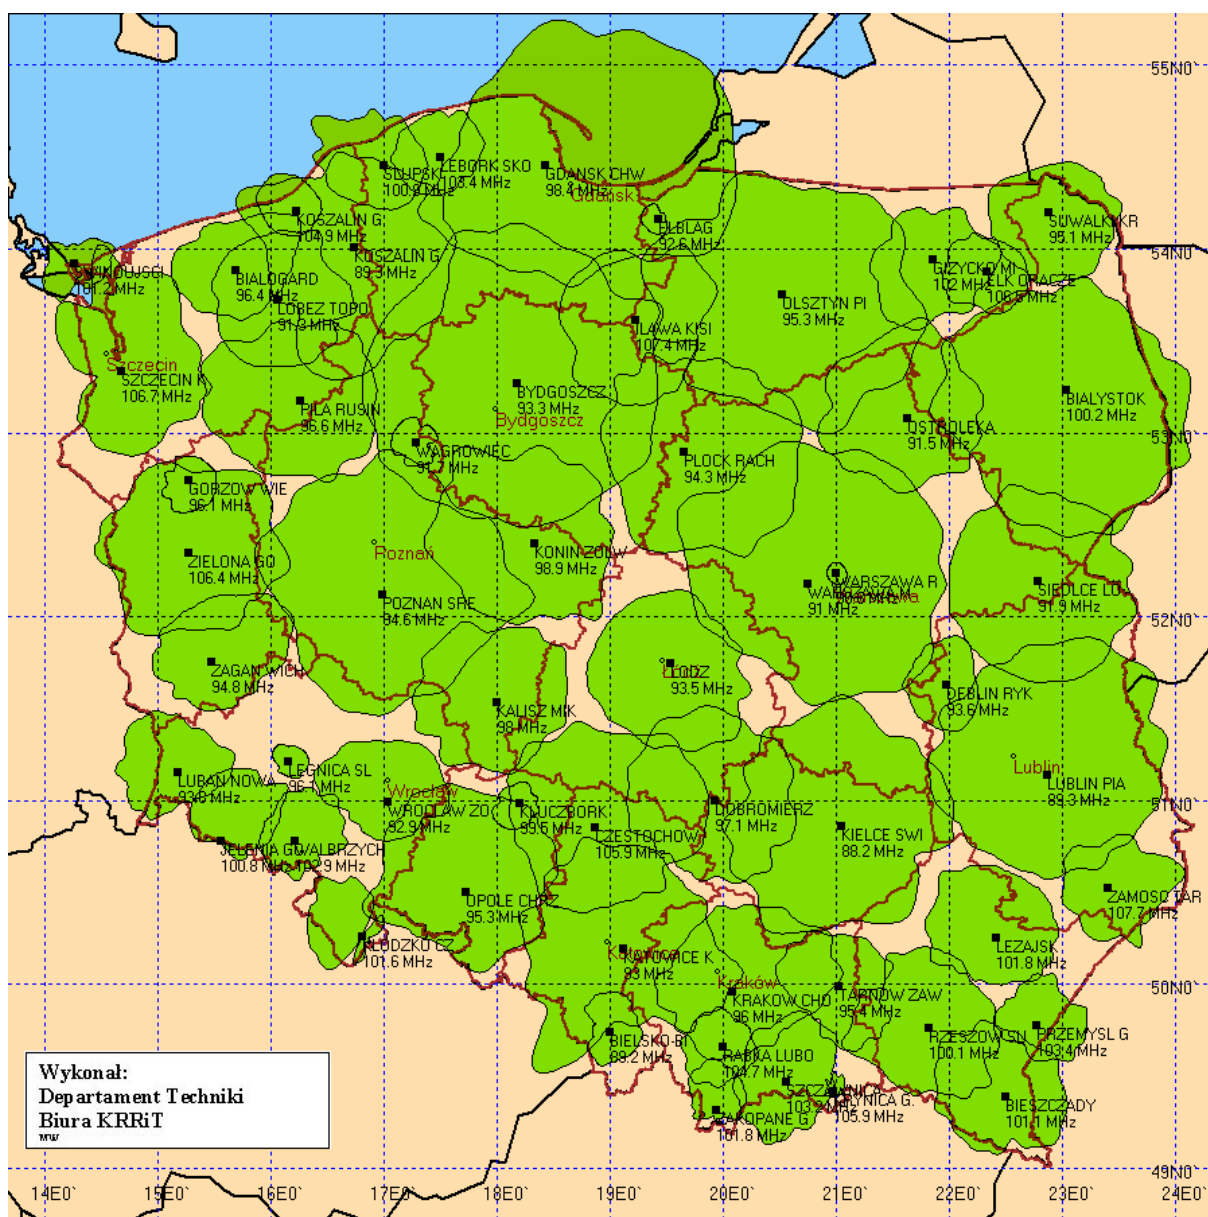 55N0`
LEBORK SKO
103.4 MHz
SLUPSK
GDANSK CHW
98.4 MHz
Gdańsk
KOSZALIN G
104.9 MHz
ELBLAG
92.6 MHz
SUWALKI KR
95.1 MHz
54N0`
KOSZALIN G
89.3 MHz
101.2 MHz
BIALOGARD
96.4 MHz
GIZYCKO MI
102 MHz
ELK GRACZE
106.5 MHz
LOBEZ TOPO
91.3 MHz
OLSZTYN PI
95.3 MHz
ILAWA KISI
107.4 MHz
Szczecin
SZCZECIN K
106.7 MHz
BYDGOSZCZ
93.3 MHz
BIALYSTOK
100.2 MHz
PILA RUSIN
96.6 MHz
Bydgoszcz
OSTROLEKA
91.5 MHz
53N0`
WAGROWIEC
91.7 MHz
PLOCK RACH
94.3 MHz
GORZOW WIE
96.1 MHz
Poznań
KONIN ZOLW
98.9 MHz
ZIELONA GO
106.4 MHz
WARSZAWA R
WARSZAWA
91 MHz
SIEDLCE LO
91.9 MHz
POZNAN SRE
94.6 MHz
52N0`
ZAGAN WICH
94.8 MHz
LODZ
93.5 MHz
DEBLIN RYK
93.6 MHz
KALISZ MIK
98 MHz
Lublin
LUBLIN PIA
89.3 MHz
LEGNICA SL
96.1 MHz
LUBAN NOWA
Wrocław
WROCLAW ZO
92.9 MHz
51N0`
KLUCZBORK
99.5 MHz
DOBROMIERZ
97.1 MHz
CZESTOCHOW
105.9 MHz
KIELCE SWI
88.2 MHz
JELENIA G
100.8 MHz
WALBRZYCH
102.9 MHz
OPOLE CHRZ
95.3 MHz
ZAMOSC TAR
107.7 MHz
KLODZKO CZ
101.6 MHz
Katowice
KATOWICE K
93 MHz
LEZAJSK
101.8 MHz
50N0`
Kraków
KRAKOW CHO
96 MHz
TARNOW ZAW
95.4 MHz
RZESZOW SU
100.1 MHz
PRZEMYSL G
103.4 MHz
BIELSKO-BI
89.2 MHz
RABKA LUBO
104.7 MHz
SZCZAWNICA
KRYNICA G.
105.9 MHz
BIESZCZADY
101.1 MHz
ZAKOPANE G
101.8 MHz
Wykonał:
Departament Techniki
Biura KRRiT
49N0`
14E0` 15E0` 16E0` 17E0` 18E0` 19E0` 20E0` 21E0` 22E0` 23E0` 24E0`